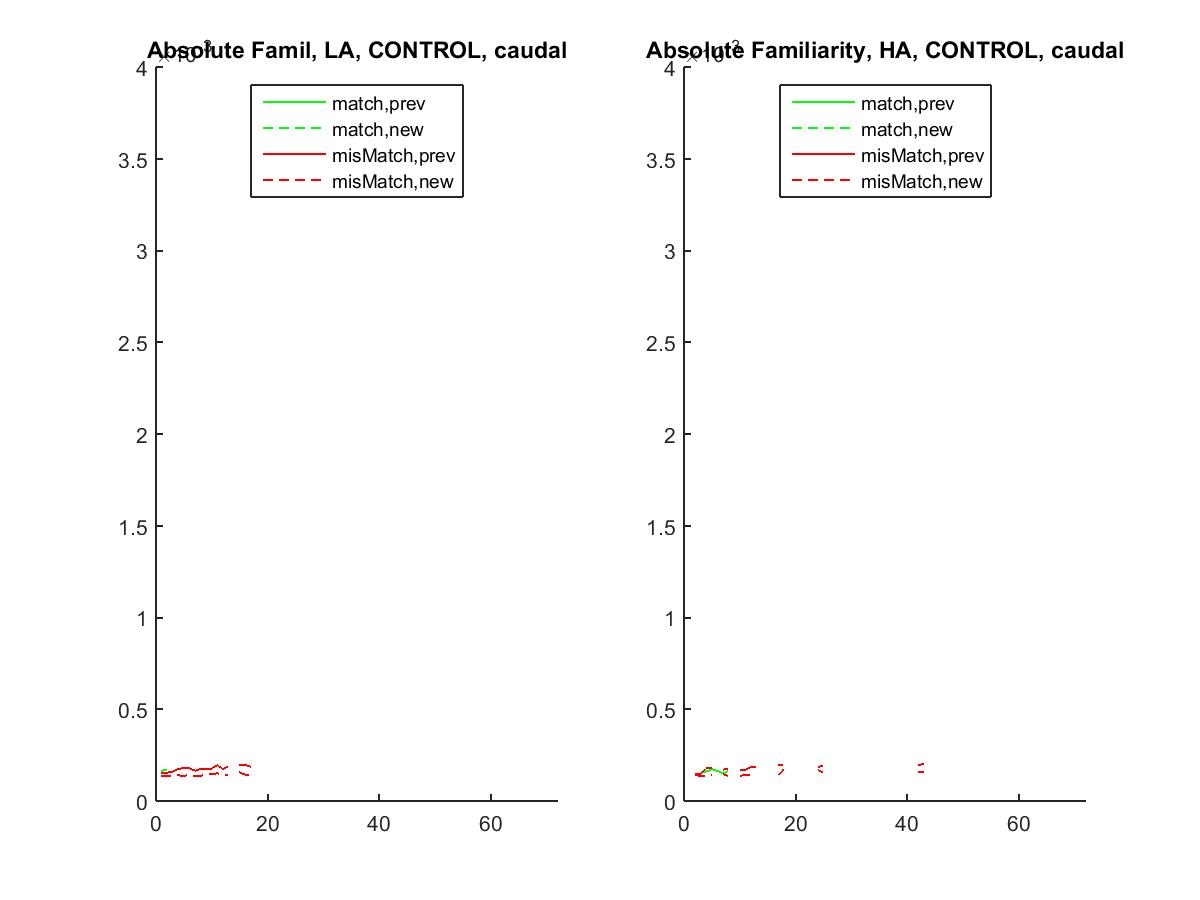 Absolute Famil, LA, CONTROL, caudal
×10
4
3.5
3
2.5
2
1.5
1
0.5
0
0 20 40 60
match,prev
match,new
misMatch,prev
misMatch,new
Absolute Familiarity, HA, CONTROL, caudal
×10
4
3.5
3
2.5
2
1.5
1
0.5
0
0 20 40 60
match,prev
match,new
misMatch,prev
misMatch,new